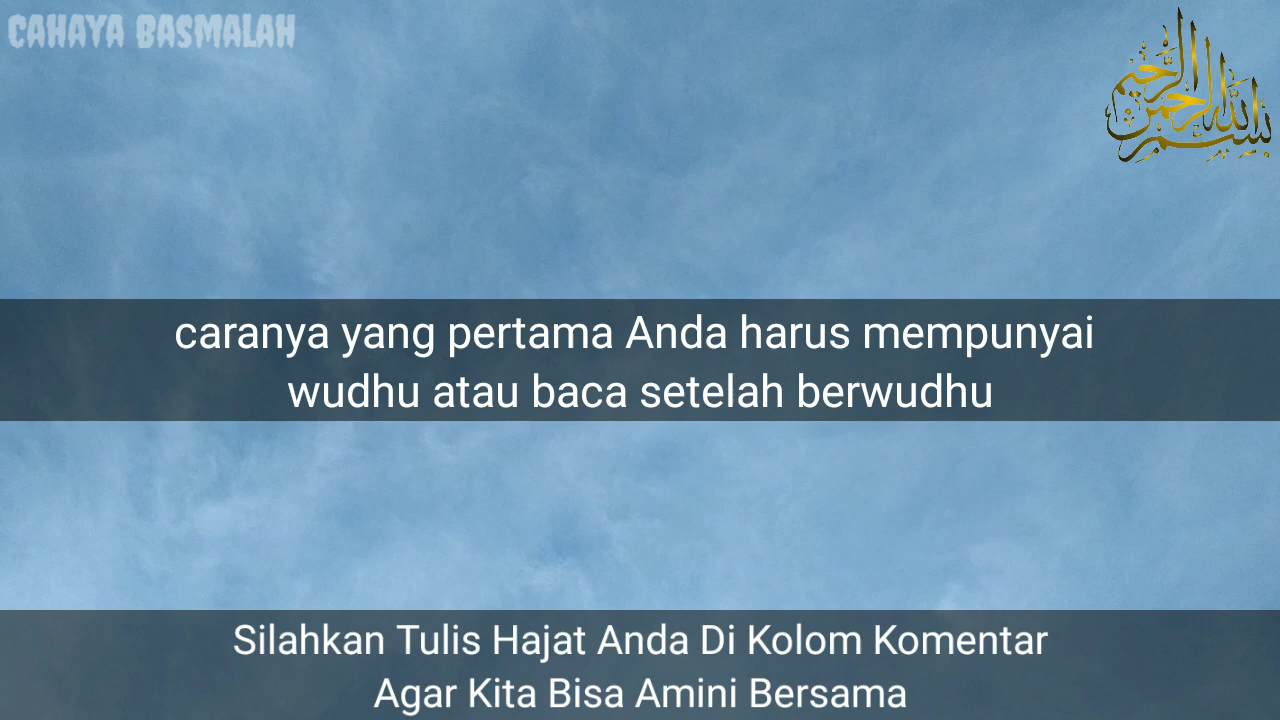 CAHAYA BASMALAH
بسم الله الرحمن الرحيم
caranya yang pertama Anda harus mempunyai
wudhu atau baca setelah berwudhu
Silahkan Tulis Hajat Anda Di Kolom Komentar
Agar Kita Bisa Amini Bersama